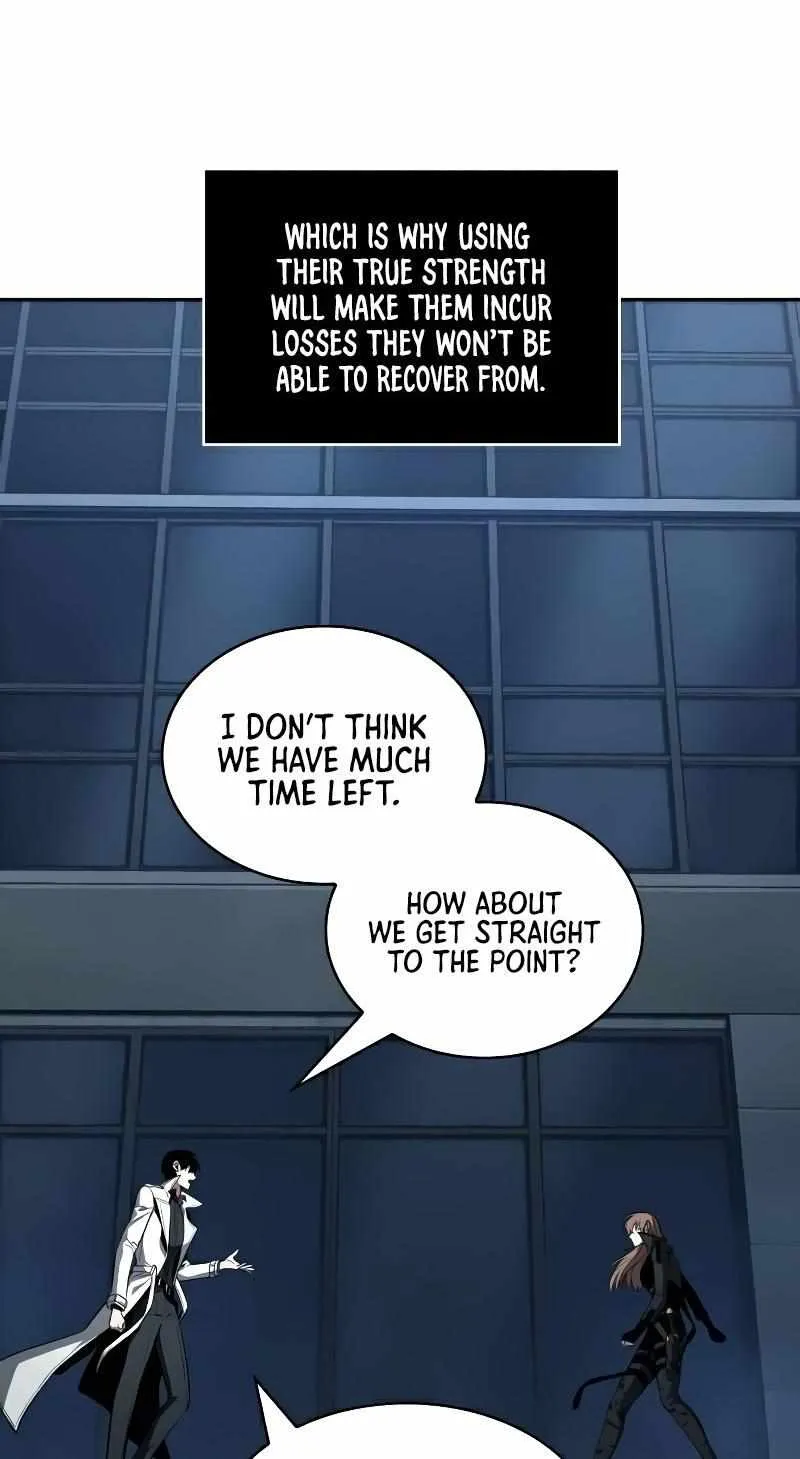 WHICH IS WHY USING
THEIR TRUE STRENGTH
WILL MAKE THEM INCUR
LOSSES THEY WON'T BE
ABLE TO RECOVER FROM.
I DON'T THINK
WE HAVE MUCH
TIME LEFT.
HOW ABOUT
WE GET STRAIGHT
TO THE POINT?